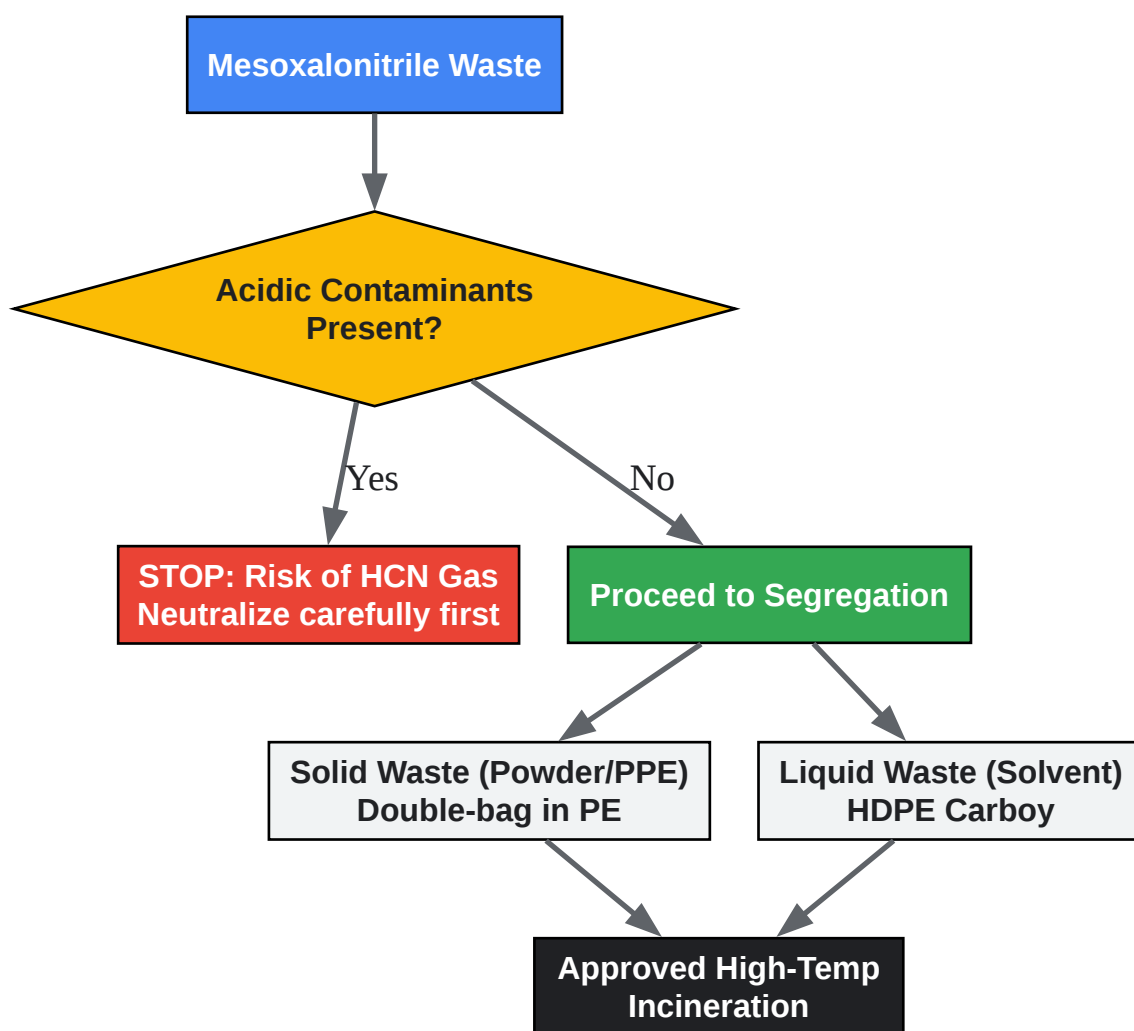 Mesoxalonitrile Waste
Acidic Contaminants
Present?
Yes
No
STOP: Risk of HCN Gas
Neutralize carefully first
Proceed to Segregation
Solid Waste (Powder/PPE)
Double-bag in PE
Liquid Waste (Solvent)
HDPE Carboy
Approved High-Temp
Incineration